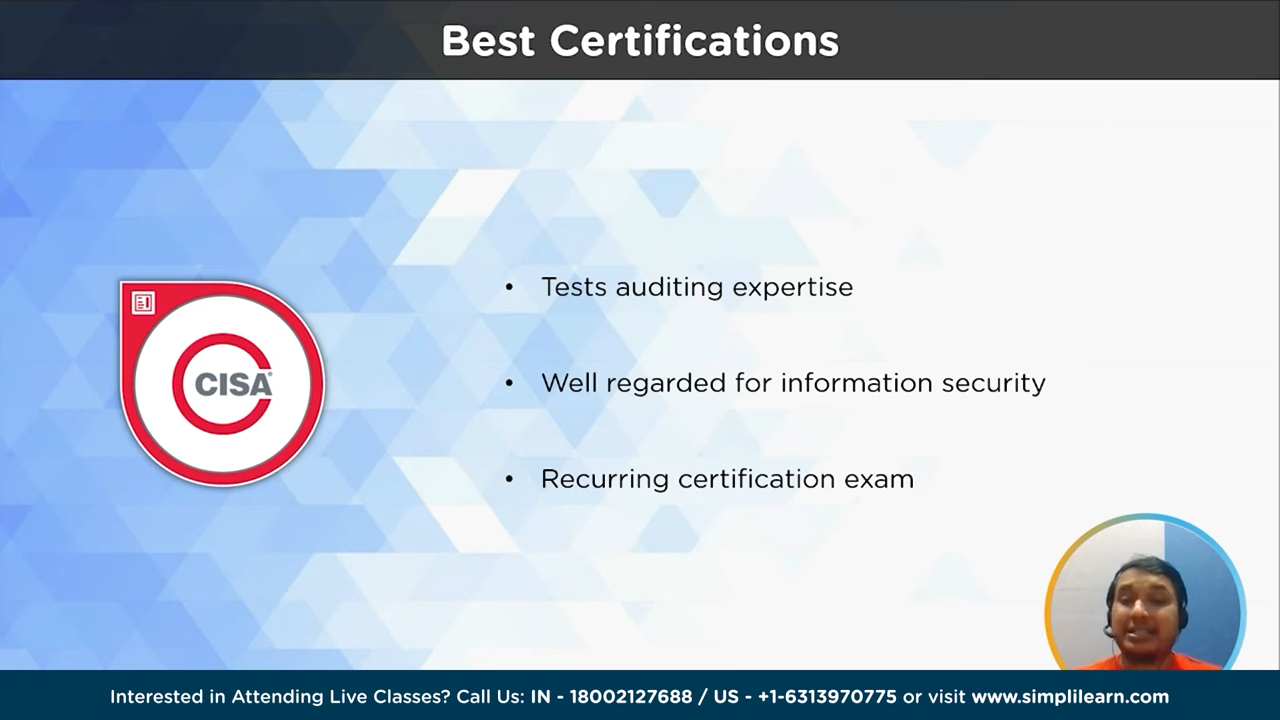 Best Certifications
CISA®
• Tests auditing expertise
• Well regarded for information security
• Recurring certification exam
Interested in Attending Live Classes? Call Us: IN - 18002127688 / US - +1-6313970775 or visit www.simplilearn.com